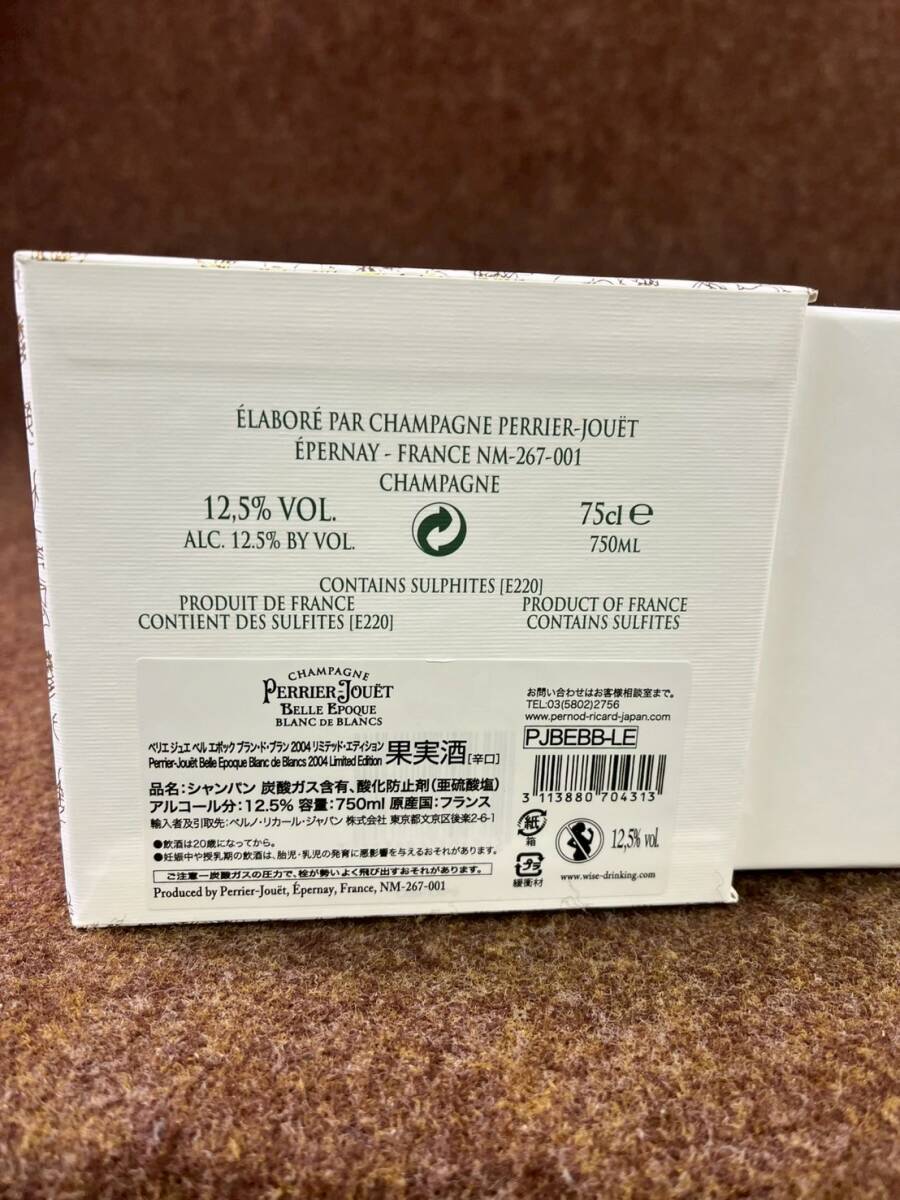 ÉLABORÉ PAR CHAMPAGNE PERRIER-JOUËT
ÉPERNAY - FRANCE NM-267-001
CHAMPAGNE
12,5% VOL.
ALC. 12.5% BY VOL.
75cl e
750ML
CONTAINS SULPHITES [E220]
PRODUIT DE FRANCE
CONTIENT DES SULFITES [E220]
PRODUCT OF FRANCE
CONTAINS SULFITES
CHAMPAGNE
PERRIER-JOUËT
BELLE EPOQUE
BLANC DE BLANCS
ペリエ ジュエ ベル エポック ブラン・ド・ブラン 2004 リミテッド・エディション
Perrier-Jouët Belle Epoque Blanc de Blancs 2004 Limited Edition
果実酒[辛口]
品名:シャンパン 炭酸ガス含有、酸化防止剤(亜硫酸塩)
アルコール分:12.5% 容量:750ml 原産国:フランス
輸入者及引取先:ペルノ・リカール・ジャパン 株式会社 東京都文京区後楽2-6-1
●飲酒は20歳になってから。
●妊娠中や授乳期の飲酒は、胎児・乳児の発育に悪影響を与えるおそれがあります。
ご注意―炭酸ガスの圧力で、栓が勢いよく飛び出すおそれがあります。
Produced by Perrier-Jouët, Épernay, France, NM-267-001
お問い合わせはお客様相談室まで。
TEL:03(5802)2756
www.pernod-ricard-japan.com
PJBEBB-LE
3 113880 704313
紙
箱
プラ
緩衝材
12,5% vol.
www.wise-drinking.com